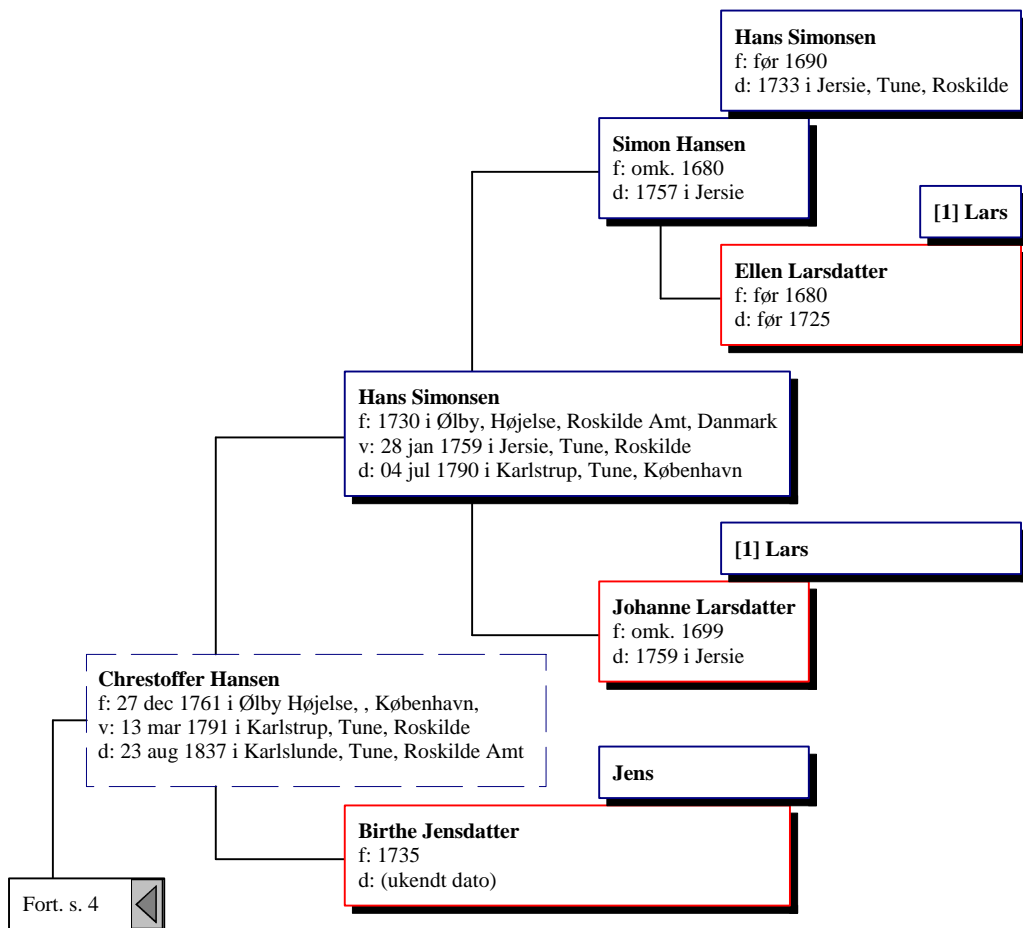 Hans Simonsen
f: før 1690
d: 1733 i Jersie, Tune, Roskilde
Simon Hansen
f: omk. 1680
d: 1757 i Jersie
[1] Lars
Ellen Larsdatter
f: før 1680
d: før 1725
Hans Simonsen
f: 1730 i Ølby, Højelse, Roskilde Amt, Danmark
v: 28 jan 1759 i Jersie, Tune, Roskilde
d: 04 jul 1790 i Karlstrup, Tune, København
[1] Lars
Johanne Larsdatter
f: omk. 1699
d: 1759 i Jersie
Chrestoffer Hansen
f: 27 dec 1761 i Ølby Højelse, , København,
v: 13 mar 1791 i Karlstrup, Tune, Roskilde
d: 23 aug 1837 i Karlslunde, Tune, Roskilde Amt
Jens
Birthe Jensdatter
f: 1735
d: (ukendt dato)
Fort. s. 4